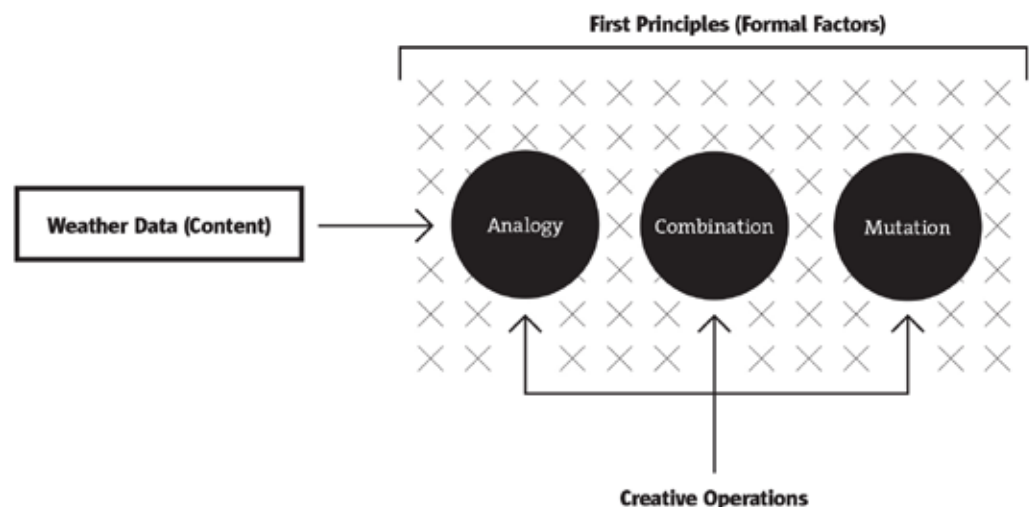 First Principles (Formal Factors)
Weather Data (Content)
Analogy
Combination
Mutation
Creative Operations